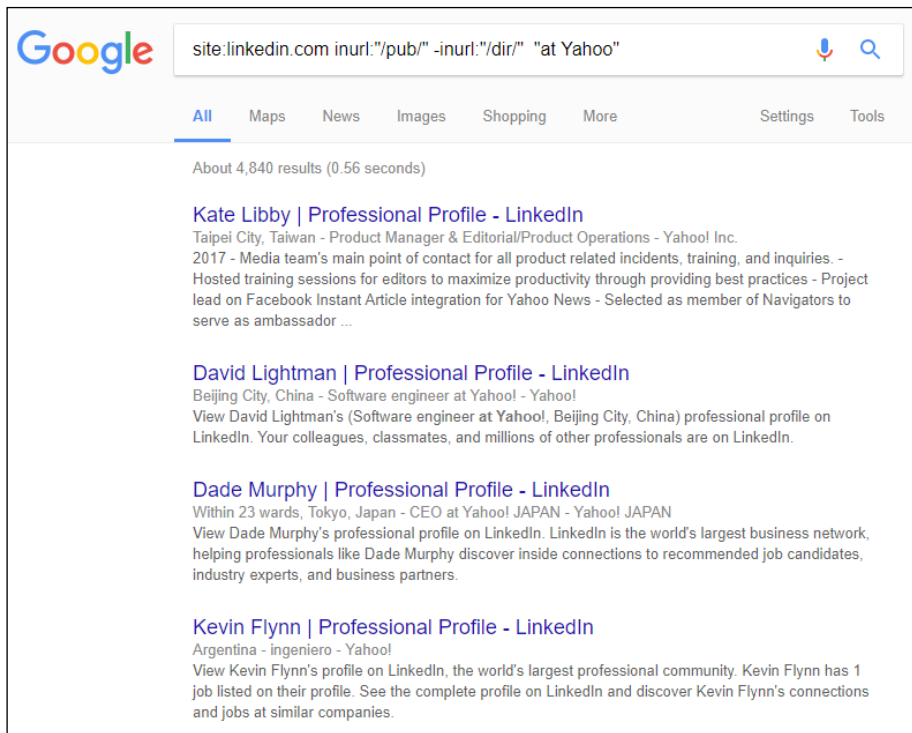 Google
site:linkedin.com inurl:"/pub/" -inurl:"/dir/"  "at Yahoo"
All Maps News Images Shopping More Settings Tools
About 4,840 results (0.56 seconds)
Kate Libby | Professional Profile - LinkedIn
Taipei City, Taiwan - Product Manager & Editorial/Product Operations - Yahoo! Inc.
2017 - Media team's main point of contact for all product related incidents, training, and inquiries. -
Hosted training sessions for editors to maximize productivity through providing best practices - Project
lead on Facebook Instant Article integration for Yahoo News - Selected as member of Navigators to
serve as ambassador ...
David Lightman | Professional Profile - LinkedIn
Beijing City, China - Software engineer at Yahoo! - Yahoo!
View David Lightman's (Software engineer at Yahoo!, Beijing City, China) professional profile on
LinkedIn. Your colleagues, classmates, and millions of other professionals are on LinkedIn.
Dade Murphy | Professional Profile - LinkedIn
Within 23 wards, Tokyo, Japan - CEO at Yahoo! JAPAN - Yahoo! JAPAN
View Dade Murphy's professional profile on LinkedIn. LinkedIn is the world's largest business network,
helping professionals like Dade Murphy discover inside connections to recommended job candidates,
industry experts, and business partners.
Kevin Flynn | Professional Profile - LinkedIn
Argentina - ingeniero - Yahoo!
View Kevin Flynn's profile on LinkedIn, the world's largest professional community. Kevin Flynn has 1
job listed on their profile. See the complete profile on LinkedIn and discover Kevin Flynn's connections
and jobs at similar companies.